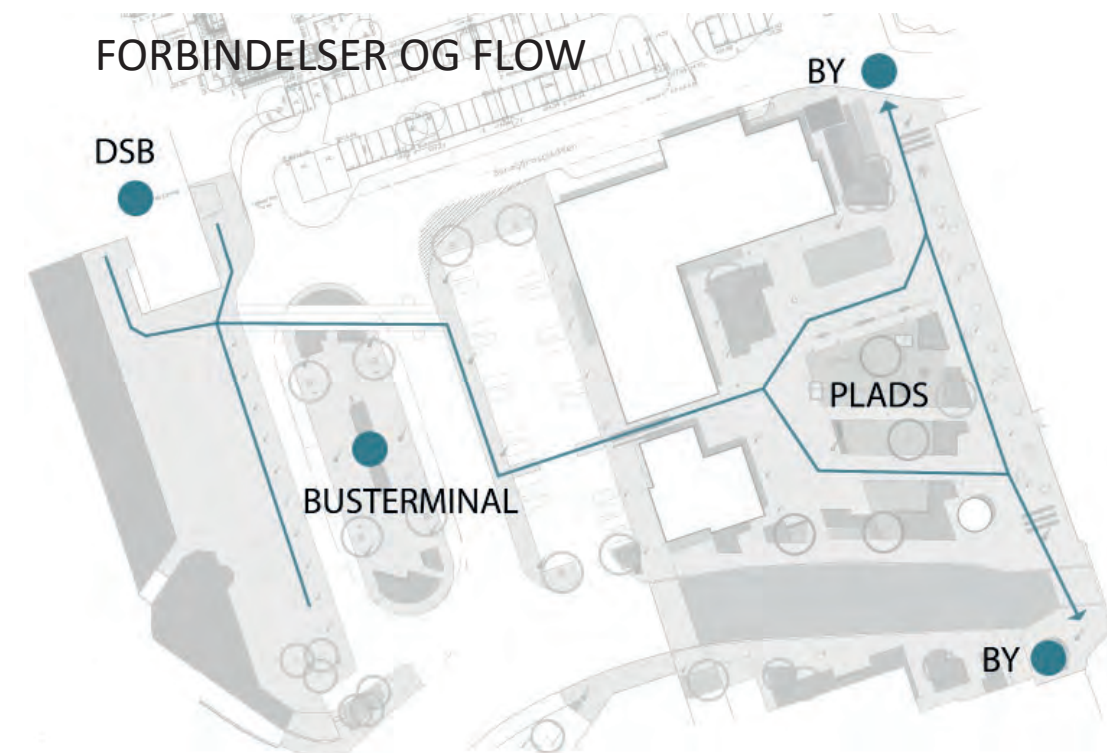 FORBINDELSER OG FLOW
BY
DSB
PLADS
BUSTERMINAL
BY